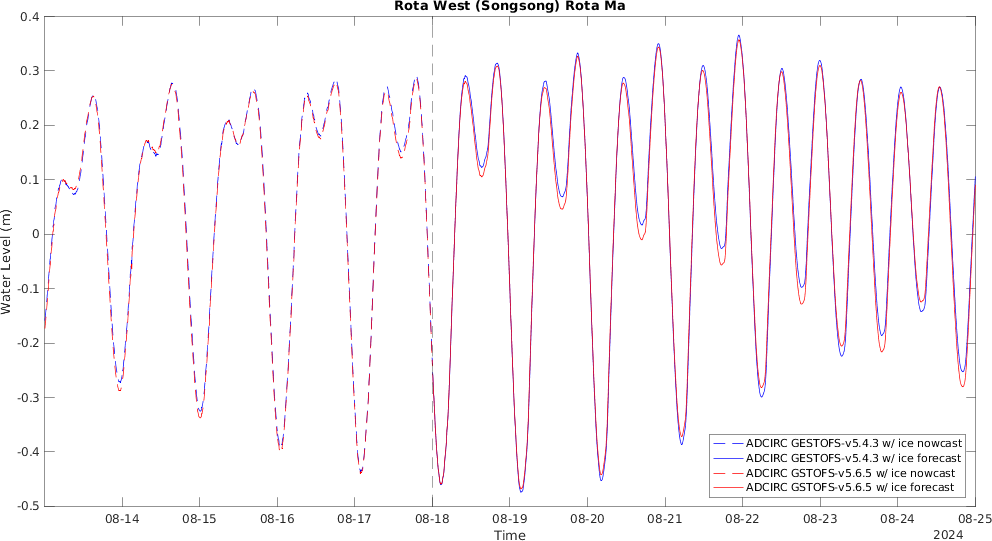 Rota West (Songsong) Rota Ma
0.4
0.3
0.2
0.1
0
-0.1
-0.2
-0.3
-0.4
-0.5
Water Level (m)
ADCIRC GESTOFS-v5.4.3 w/ ice nowcast
ADCIRC GESTOFS-v5.4.3 w/ ice forecast
ADCIRC GSTOFS-v5.6.5 w/ ice nowcast
ADCIRC GSTOFS-v5.6.5 w/ ice forecast
08-14 08-15 08-16 08-17 08-18 08-19 08-20 08-21 08-22 08-23 08-24 08-25
Time
2024